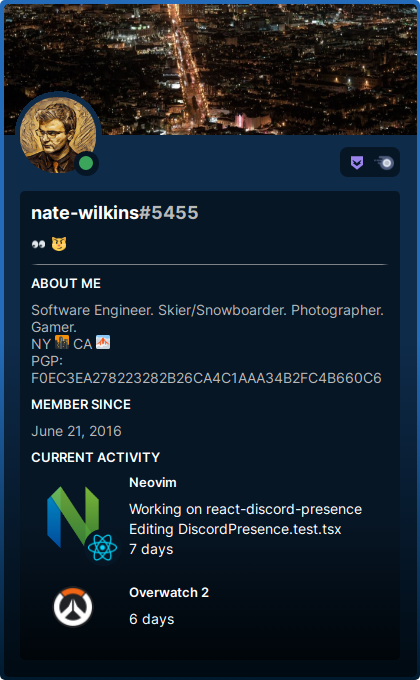 nate-wilkins#5455
ABOUT ME
Software Engineer. Skier/Snowboarder. Photographer.
Gamer.
NY 🌇 CA 🏔
PGP:
F0EC3EA278223282B26CA4C1AAA34B2FC4B660C6
MEMBER SINCE
June 21, 2016
CURRENT ACTIVITY
Neovim
Working on react-discord-presence
Editing DiscordPresence.test.tsx
7 days
Overwatch 2
6 days